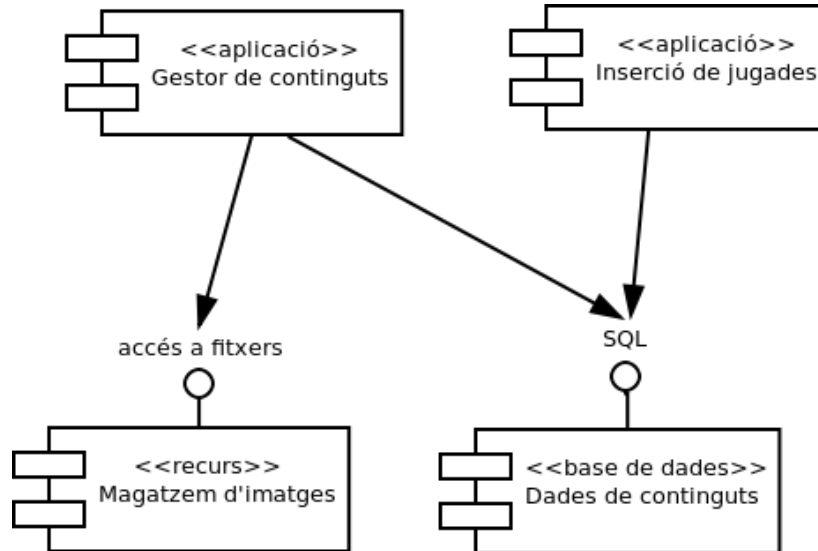 <<aplicació>>
Gestor de continguts
<<aplicació>>
Inserció de jugades
accés a fitxers
SQL
<<recurs>>
Magatzem d'imatges
<<base de dades>>
Dades de continguts